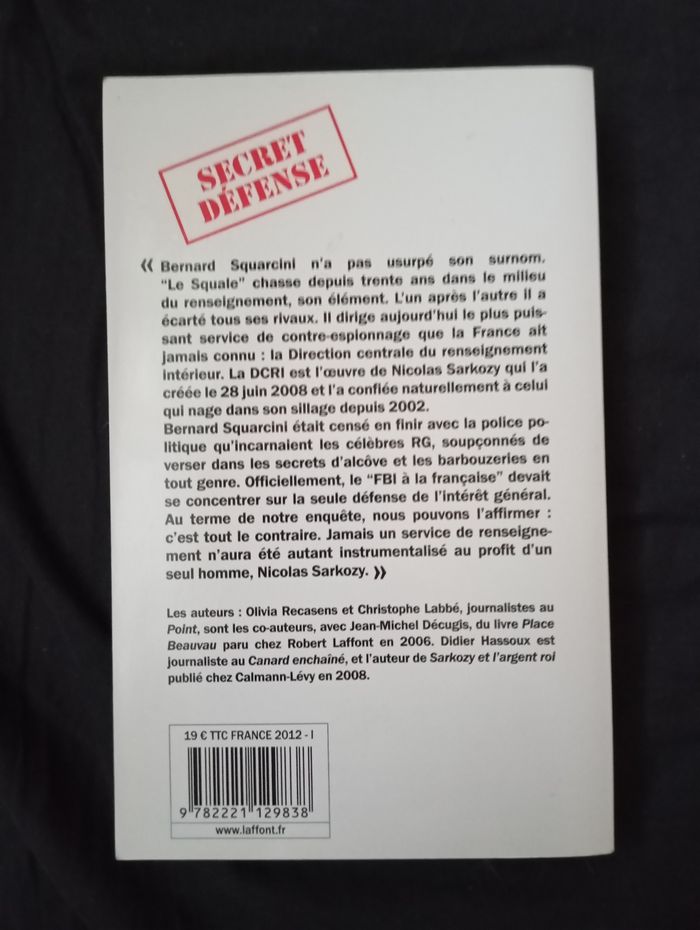 SECRET
DÉFENSE
« Bernard Squarcini n'a pas usurpé son surnom.
"Le Squale" chasse depuis trente ans dans le milieu
du renseignement, son élément. L'un après l'autre il a
écarté tous ses rivaux. Il dirige aujourd'hui le plus puis-
sant service de contre-espionnage que la France ait
jamais connu : la Direction centrale du renseignement
intérieur. La DCRI est l'œuvre de Nicolas Sarkozy qui l'a
créée le 28 juin 2008 et l'a confiée naturellement à celui
qui nage dans son sillage depuis 2002.
Bernard Squarcini était censé en finir avec la police po-
litique qu'incarnaient les célèbres RG, soupçonnés de
verser dans les secrets d'alcôve et les barbouzeries en
tout genre. Officiellement, le "FBI à la française" devait
se concentrer sur la seule défense de l'intérêt général.
Au terme de notre enquête, nous pouvons l'affirmer :
c'est tout le contraire. Jamais un service de renseigne-
ment n'aura été autant instrumentalisé au profit d'un
seul homme, Nicolas Sarkozy. »
Les auteurs : Olivia Recasens et Christophe Labbé, journalistes au
Point, sont les co-auteurs, avec Jean-Michel Décugis, du livre Place
Beauvau paru chez Robert Laffont en 2006. Didier Hassoux est
journaliste au Canard enchaîné, et l'auteur de Sarkozy et l'argent roi
publié chez Calmann-Lévy en 2008.
19 € TTC FRANCE 2012 - I
9 782221 129838
www.laffont.fr